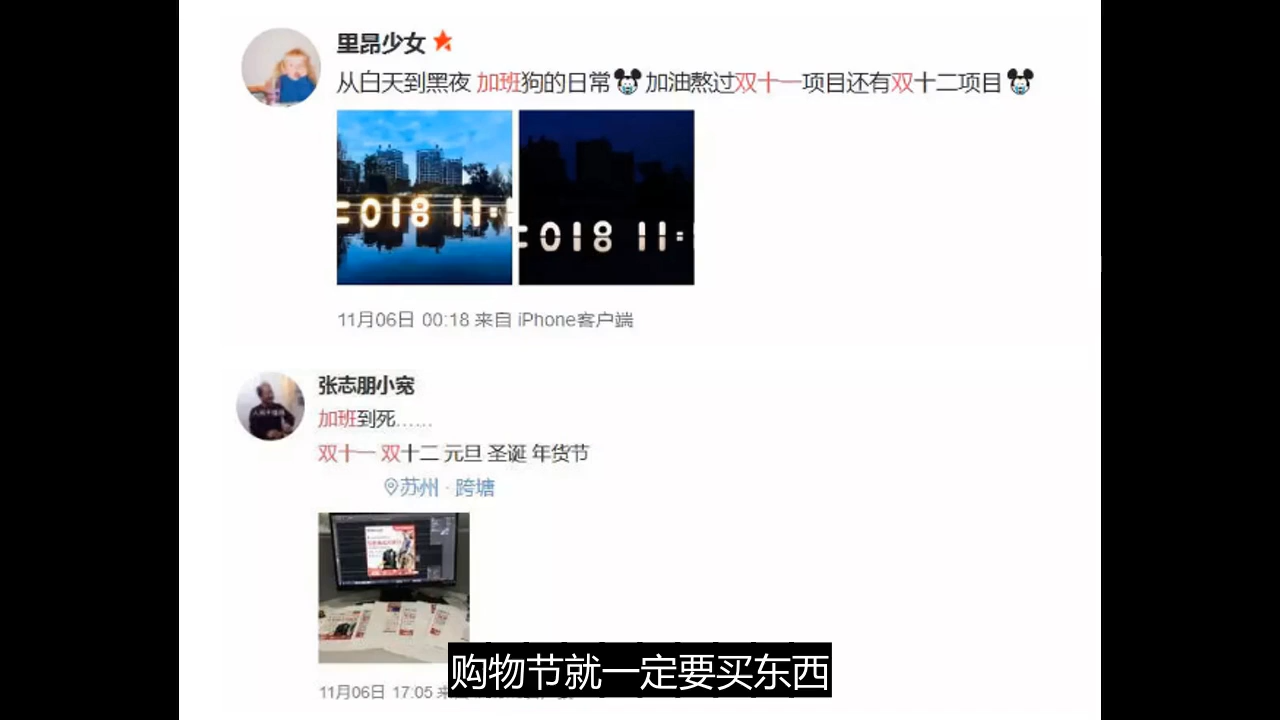 里昂少女
从白天到黑夜 加班狗的日常 加油熬过双十一项目还有双十二项目
2018 11:1
2018 11:
11月06日 00:18 来自 iPhone客户端
张志朋小宽
加班到死……
双十一 双十二 元旦 圣诞 年货节
苏州 · 跨塘
11月06日 17:05
购物节就一定要买东西